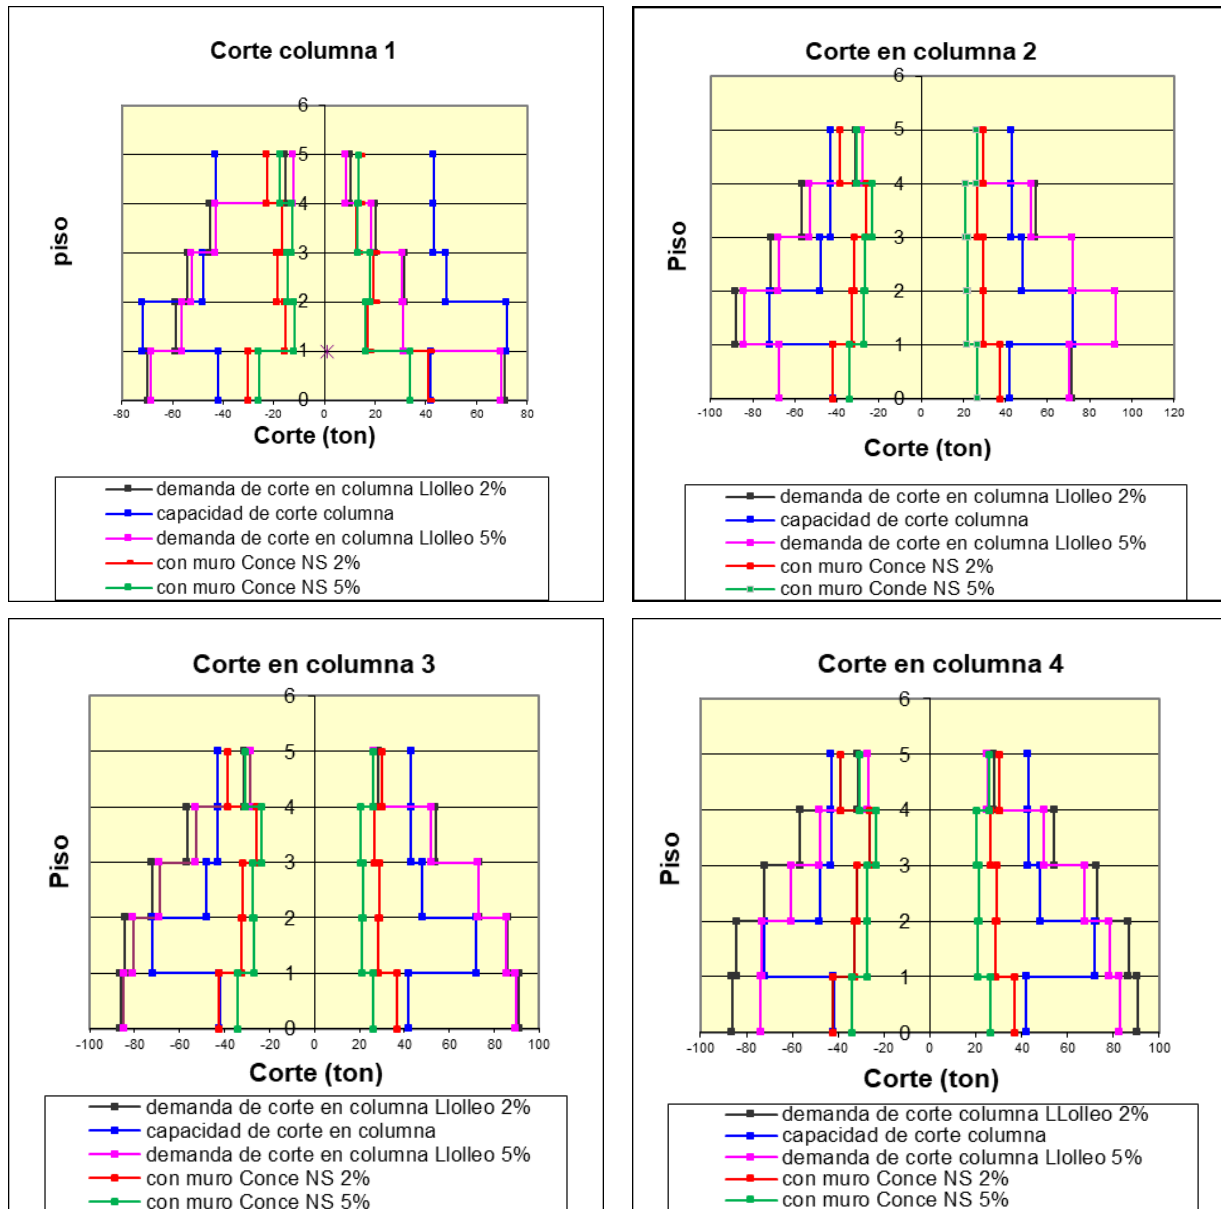 Corte columna 1
6
5
4
3
2
1
0
piso
-80 -60 -40 -20 0 20 40 60 80
Corte (ton)
demanda de corte en columna Llolleo 2%
capacidad de corte columna
demanda de corte en columna Llolleo 5%
con muro Conce NS 2%
con muro Conce NS 5%
Corte en columna 2
6
5
4
3
2
1
0
Piso
-100 -80 -60 -40 -20 0 20 40 60 80 100 120
Corte (ton)
demanda de corte en columna Llolleo 2%
capacidad de corte columna
demanda de corte en columna Llolleo 5%
con muro Conce NS 2%
con muro Conde NS 5%
Corte en columna 3
6
5
4
3
2
1
0
Piso
-100 -80 -60 -40 -20 0 20 40 60 80 100
Corte (ton)
demanda de corte en columna Llolleo 2%
capacidad de corte en columna
demanda de corte en columna Llolleo 5%
con muro Conce NS 2%
con muro Conce NS 5%
Corte en columna 4
6
5
4
3
2
1
0
Piso
-100 -80 -60 -40 -20 0 20 40 60 80 100
Corte (ton)
demanda de corte columna LLolleo 2%
capacidad de corte columna
demanda de corte columna Llolleo 5%
con muro Conce NS 2%
con muro Conce NS 5%